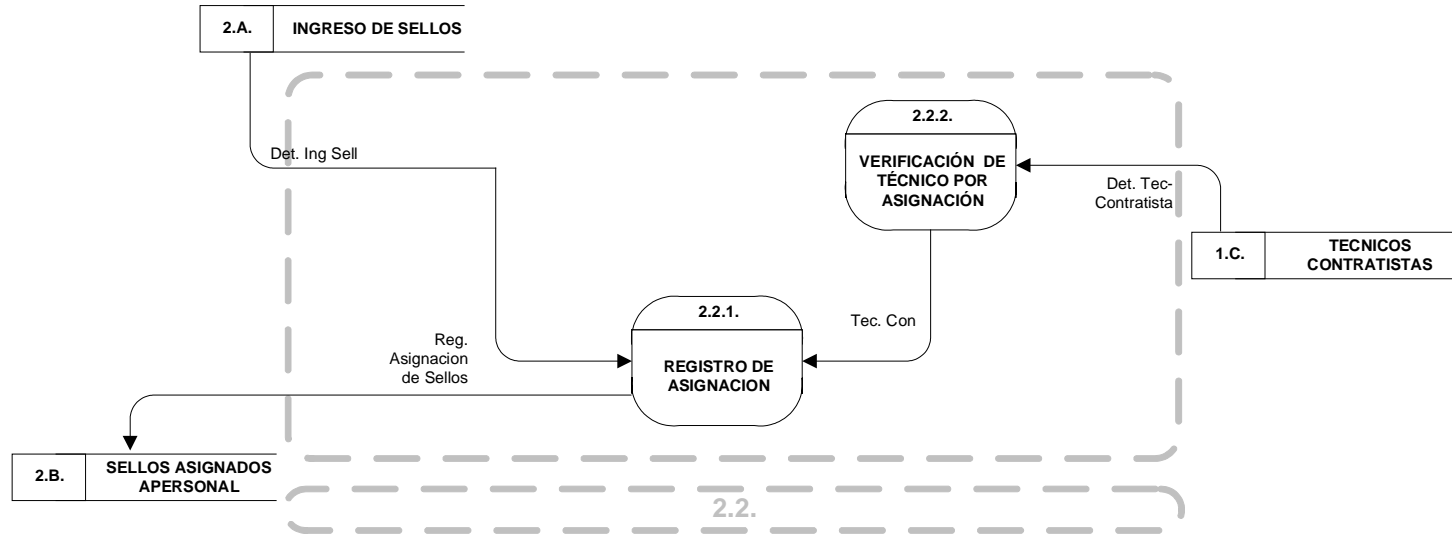 2.A. INGRESO DE SELLOS
2.2.2.
VERIFICACIÓN DE
TÉCNICO POR
ASIGNACIÓN
Det. Ing Sell
Det. Tec-
Contratista
1.C.
TECNICOS
CONTRATISTAS
2.2.1.
REGISTRO DE
ASIGNACION
Tec. Con
Reg.
Asignacion
de Sellos
2.B.
SELLOS ASIGNADOS
APERSONAL
2.2.